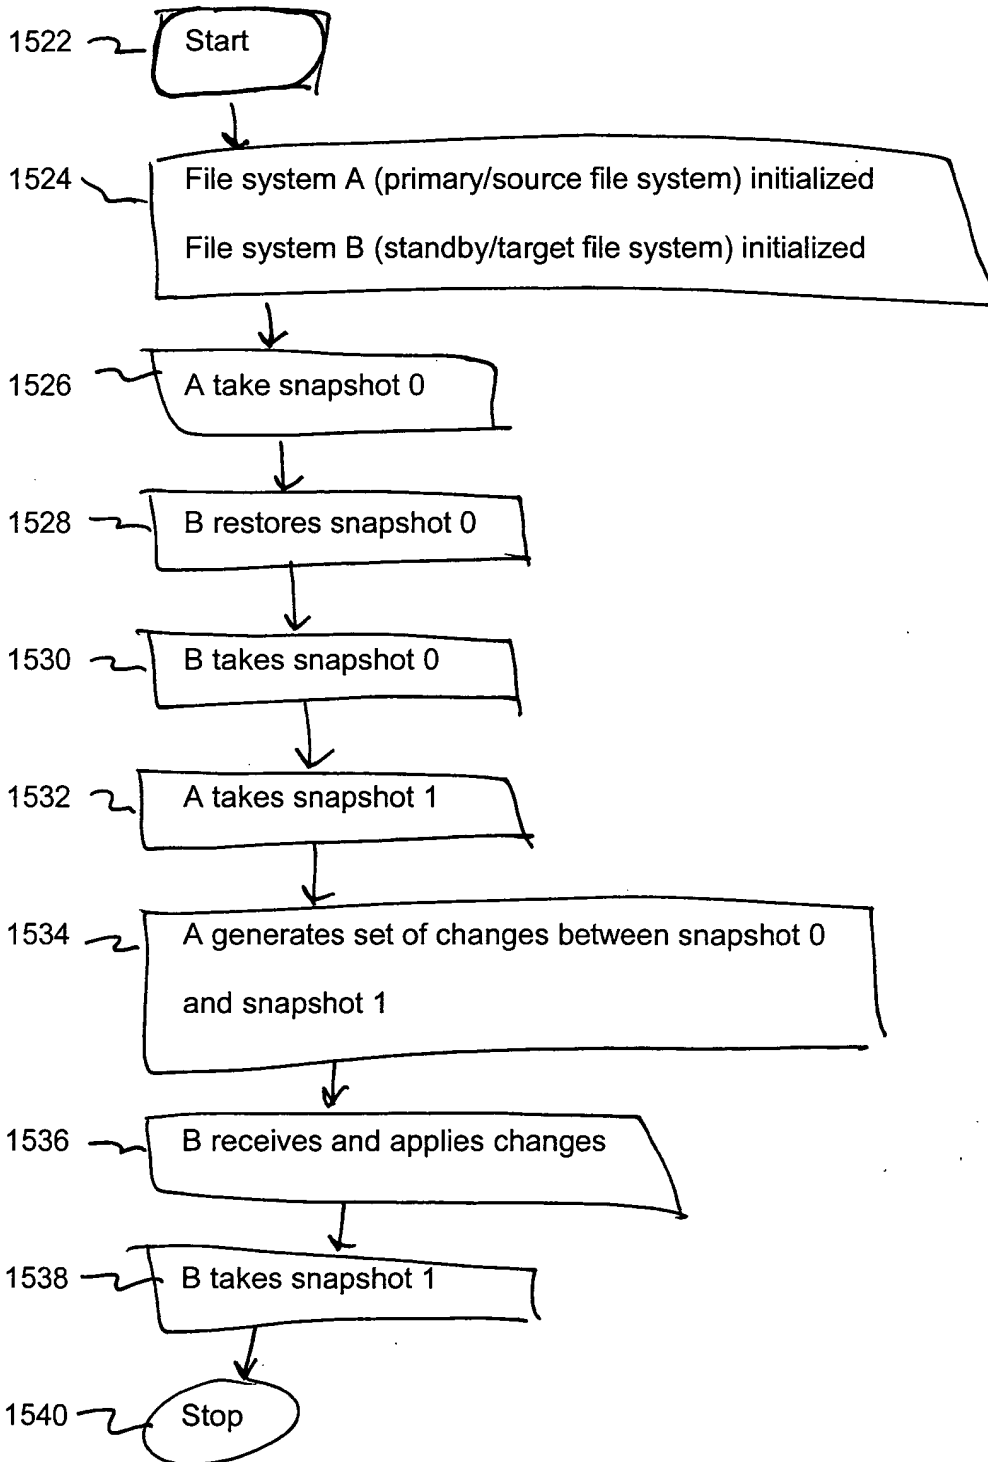 1522 Start
1524 File system A (primary/source file system) initialized
File system B (standby/target file system) initialized
1526 A take snapshot 0
1528 B restores snapshot 0
1530 B takes snapshot 0
1532 A takes snapshot 1
1534 A generates set of changes between snapshot 0
and snapshot 1
1536 B receives and applies changes
1538 B takes snapshot 1
1540 Stop